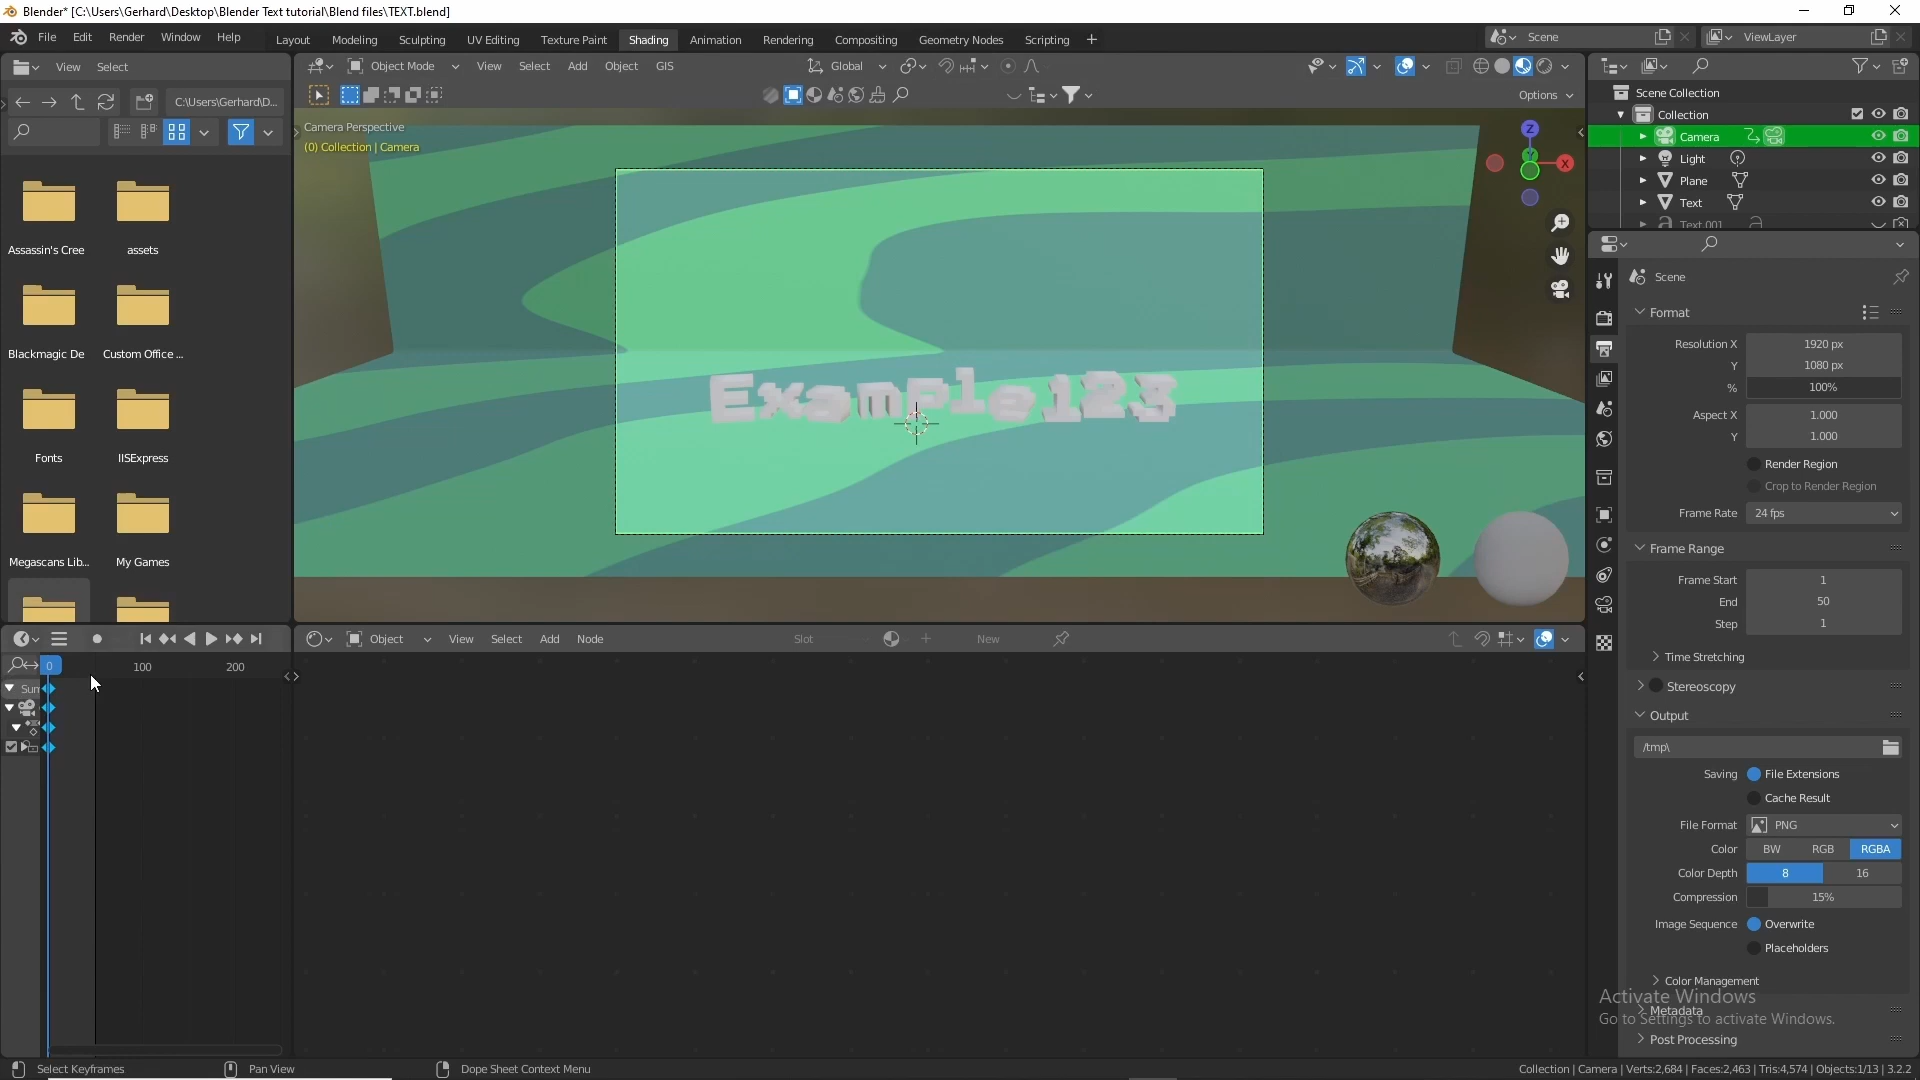 Blender* [C:\Users\Gerhard\Desktop\Blender Text tutorial\Blend files\TEXT.blend]
File Edit Render Window Help Layout Modeling Sculpting UV Editing Texture Paint Shading Animation Rendering Compositing Geometry Nodes Scripting + Scene ViewLayer
View Select
Object Mode View Select Add Object GIS Global
C:\Users\Gerhard\D...
Options
Camera Perspective
(0) Collection | Camera
Z
X
Example123
Assassin's Cree assets
Blackmagic De Custom Office ...
Fonts IISExpress
Megascans Lib... My Games
Scene Collection
Collection
Camera
Light
Plane
Text
Text.001
Scene
Format
Resolution X 1920 px
Y 1080 px
% 100%
Aspect X 1.000
Y 1.000
Render Region
Crop to Render Region
Frame Rate 24 fps
Frame Range
Frame Start 1
End 50
Step 1
Time Stretching
Stereoscopy
Output
/tmp\
Saving File Extensions
Cache Result
File Format PNG
Color BW RGB RGBA
Color Depth 8 16
Compression 15%
Image Sequence Overwrite
Placeholders
Color Management
Metadata
Post Processing
Activate Windows
Go to Settings to activate Windows.
Object View Select Add Node Slot New
0 100 200
Sum
Select Keyframes Pan View Dope Sheet Context Menu
Collection | Camera | Verts:2,684 | Faces:2,463 | Tris:4,574 | Objects:1/13 | 3.2.2